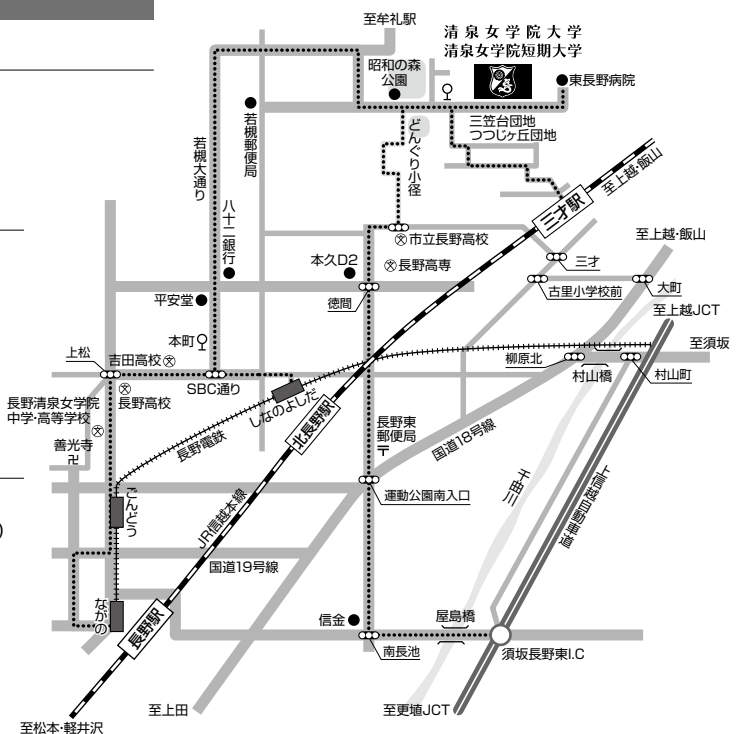 至牟礼駅
清泉女学院大学
清泉女学院短期大学
昭和の森
公園
東長野病院
三笠台団地
つつじヶ丘団地
若槻郵便局
若槻大通り
どんぐり小径
至上越・飯山
三才駅
八十二銀行
市立長野高校
本久D2
長野高専
三才
至上越・飯山
徳間
古里小学校前
大町
平安堂
至上越JCT
本町
至須坂
上松
吉田高校
柳原北
村山橋
村山町
SBC通り
長野高校
しなのよしだ
長野清泉女学院
中学・高等学校
北長野駅
長野東
郵便局
〒
善光寺
卍
長野電鉄
国道18号線
千曲川
上信越自動車道
ごんどう
運動公園南入口
JR信越本線
国道19号線
)
ながの
長野駅
信金
屋島橋
南長池
須坂長野東I.C
至上田
至更埴JCT
至松本・軽井沢